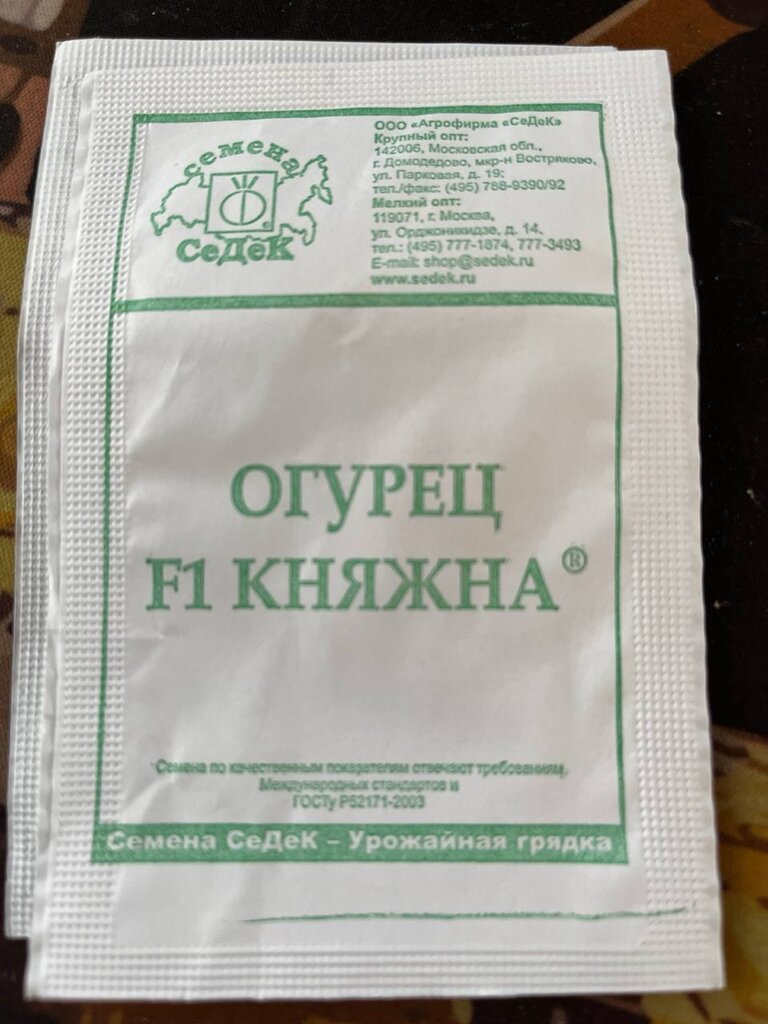 семена
СеДеК
ООО «Агрофирма «СеДеК»
Крупный опт:
142006, Московская обл.,
г. Домодедово, мкр-н Востряково,
ул. Парковая, д. 19;
тел./факс: (495) 788-9390/92
Мелкий опт:
119071, г. Москва,
ул. Орджоникидзе, д. 14,
тел.: (495) 777-1874, 777-3493
E-mail: shop@sedek.ru
www.sedek.ru
ОГУРЕЦ
F1 КНЯЖНА®
Семена по качественным показателям отвечают требованиям,
Международных стандартов и
ГОСТу Р52171-2003
Семена СеДеК – Урожайная грядка